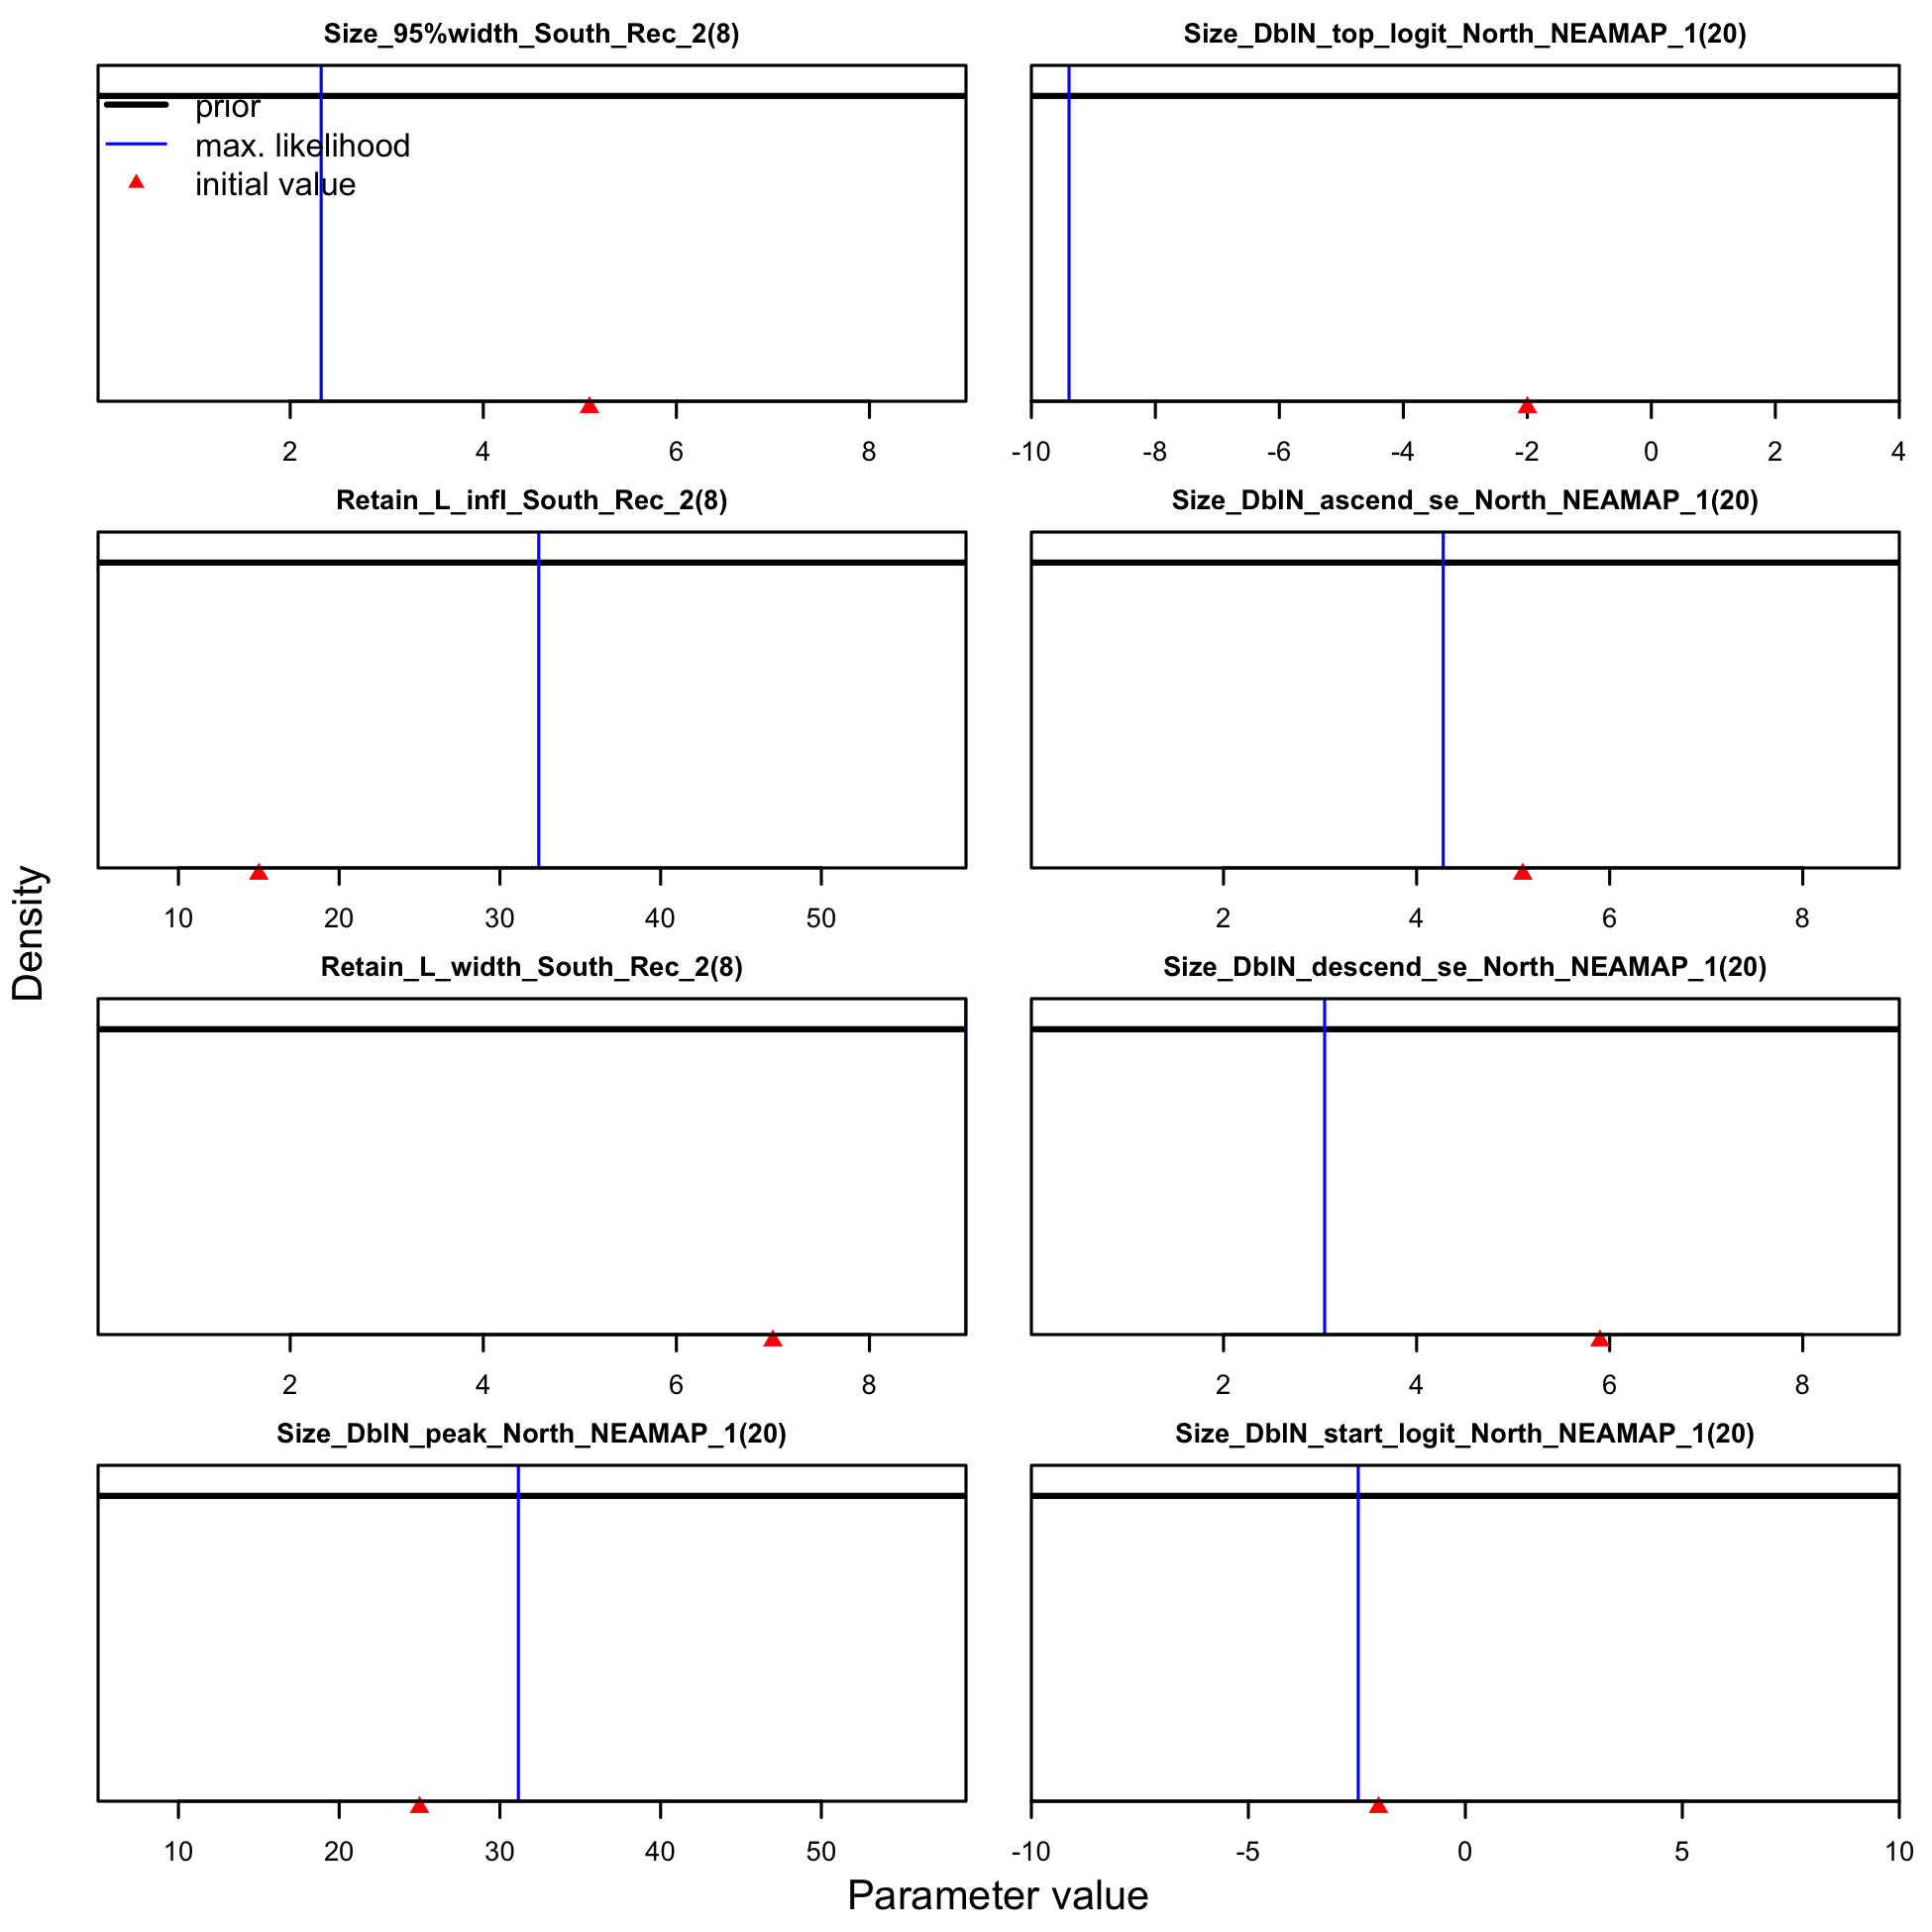 Size_95%width_South_Rec_2(8)
prior
max. likelihood
initial value
2 4 6 8
Size_DblN_top_logit_North_NEAMAP_1(20)
-10 -8 -6 -4 -2 0 2 4
Retain_L_infl_South_Rec_2(8)
10 20 30 40 50
Size_DblN_ascend_se_North_NEAMAP_1(20)
2 4 6 8
Retain_L_width_South_Rec_2(8)
2 4 6 8
Size_DblN_descend_se_North_NEAMAP_1(20)
2 4 6 8
Size_DblN_peak_North_NEAMAP_1(20)
10 20 30 40 50
Size_DblN_start_logit_North_NEAMAP_1(20)
-10 -5 0 5 10
Density
Parameter value